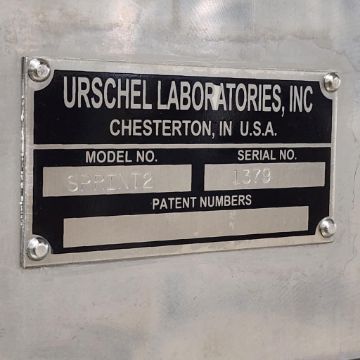 URSCHEL LABORATORIES, INC
CHESTERTON, IN U.S.A.
MODEL NO. SERIAL NO.
SPRINT2 1379
PATENT NUMBERS